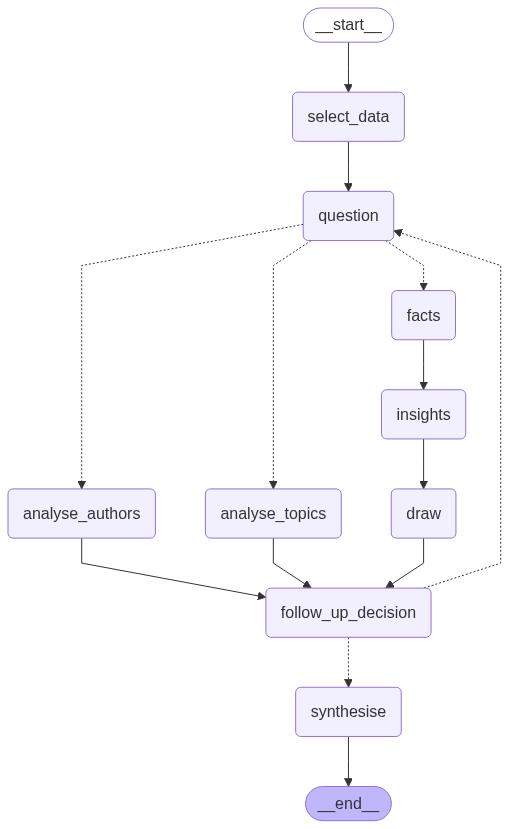 __start__
select_data
question
facts
insights
analyse_authors
analyse_topics
draw
follow_up_decision
synthesise
__end__